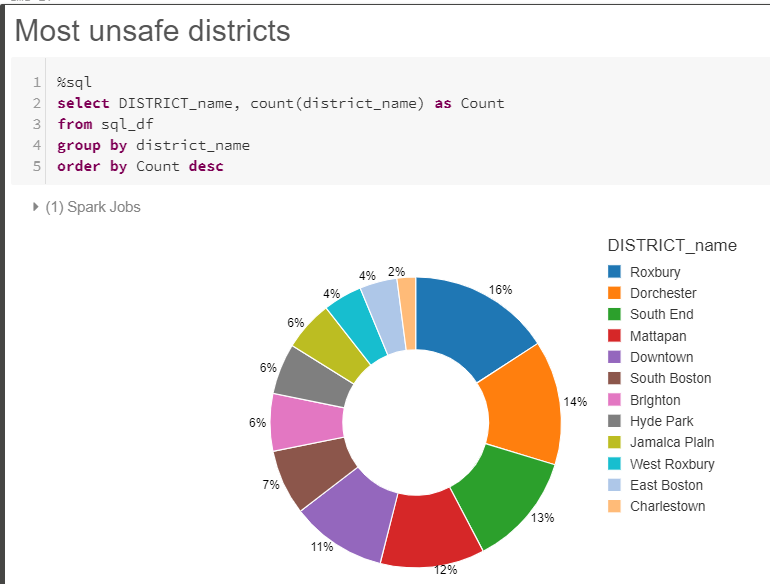 Most unsafe districts
1 %sql
2 select DISTRICT_name, count(district_name) as Count
3 from sql_df
4 group by district_name
5 order by Count desc
(1) Spark Jobs
DISTRICT_name
Roxbury
Dorchester
South End
Mattapan
Downtown
South Boston
Brighton
Hyde Park
Jamaica Plain
West Roxbury
East Boston
Charlestown
16%
14%
13%
12%
11%
7%
6%
6%
6%
4%
4%
2%